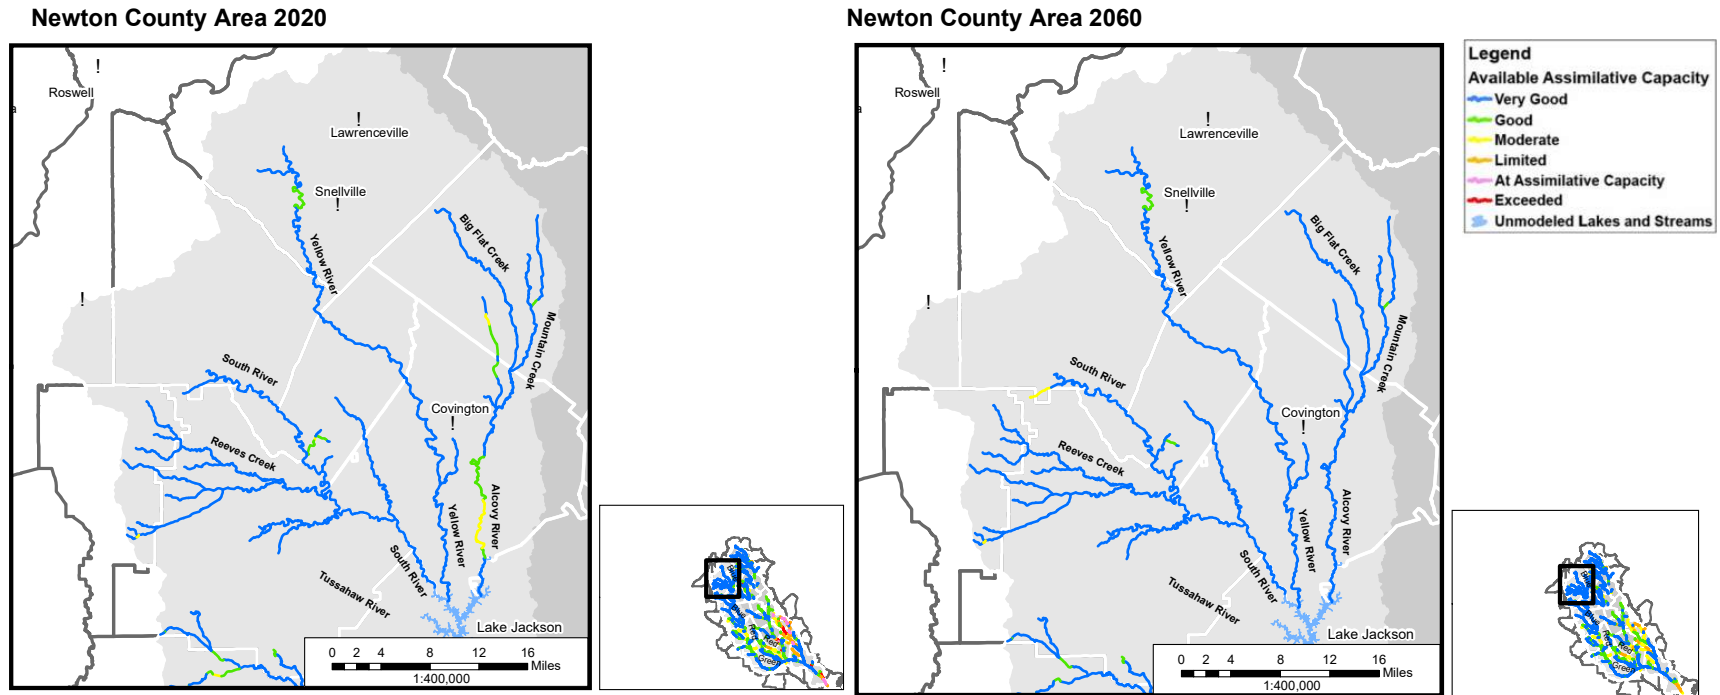 Newton County Area 2020
Roswell
a
!
!
Lawrenceville
Snellville
!
Yellow River
Big Flat Creek
!
Mountain Creek
South River
Covington
!
Reeves Creek
Alcovy River
Yellow River
South River
Tussahaw River
Lake Jackson
0 2 4 8 12 16
Miles
1:400,000
Red
Green
Newton County Area 2060
Roswell
!
!
Lawrenceville
Snellville
!
Yellow River
Big Flat Creek
!
Mountain Creek
South River
Covington
!
Reeves Creek
Alcovy River
Yellow River
South River
Tussahaw River
Lake Jackson
0 2 4 8 12 16
Miles
1:400,000
Red
Green
Legend
Available Assimilative Capacity
Very Good
Good
Moderate
Limited
At Assimilative Capacity
Exceeded
Unmodeled Lakes and Streams